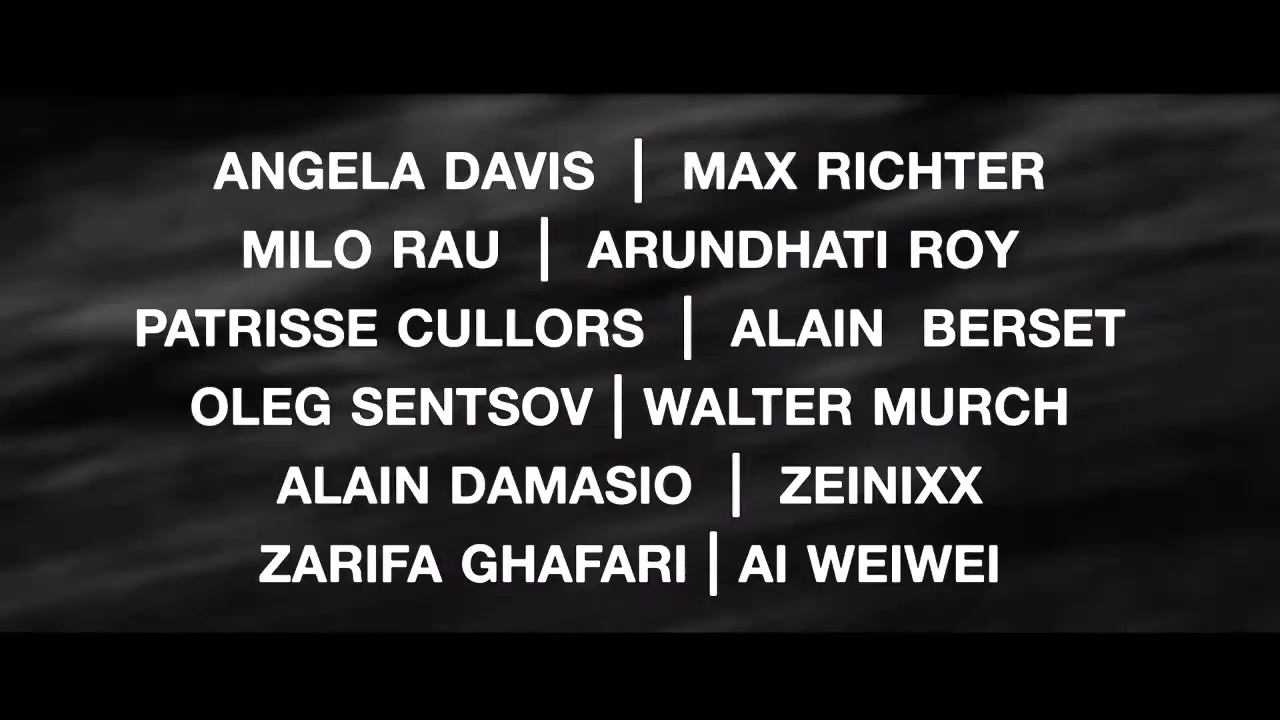 ANGELA DAVIS | MAX RICHTER
MILO RAU | ARUNDHATI ROY
PATRISSE CULLORS | ALAIN BERSET
OLEG SENTSOV | WALTER MURCH
ALAIN DAMASIO | ZEINIXX
ZARIFA GHAFARI | AI WEIWEI